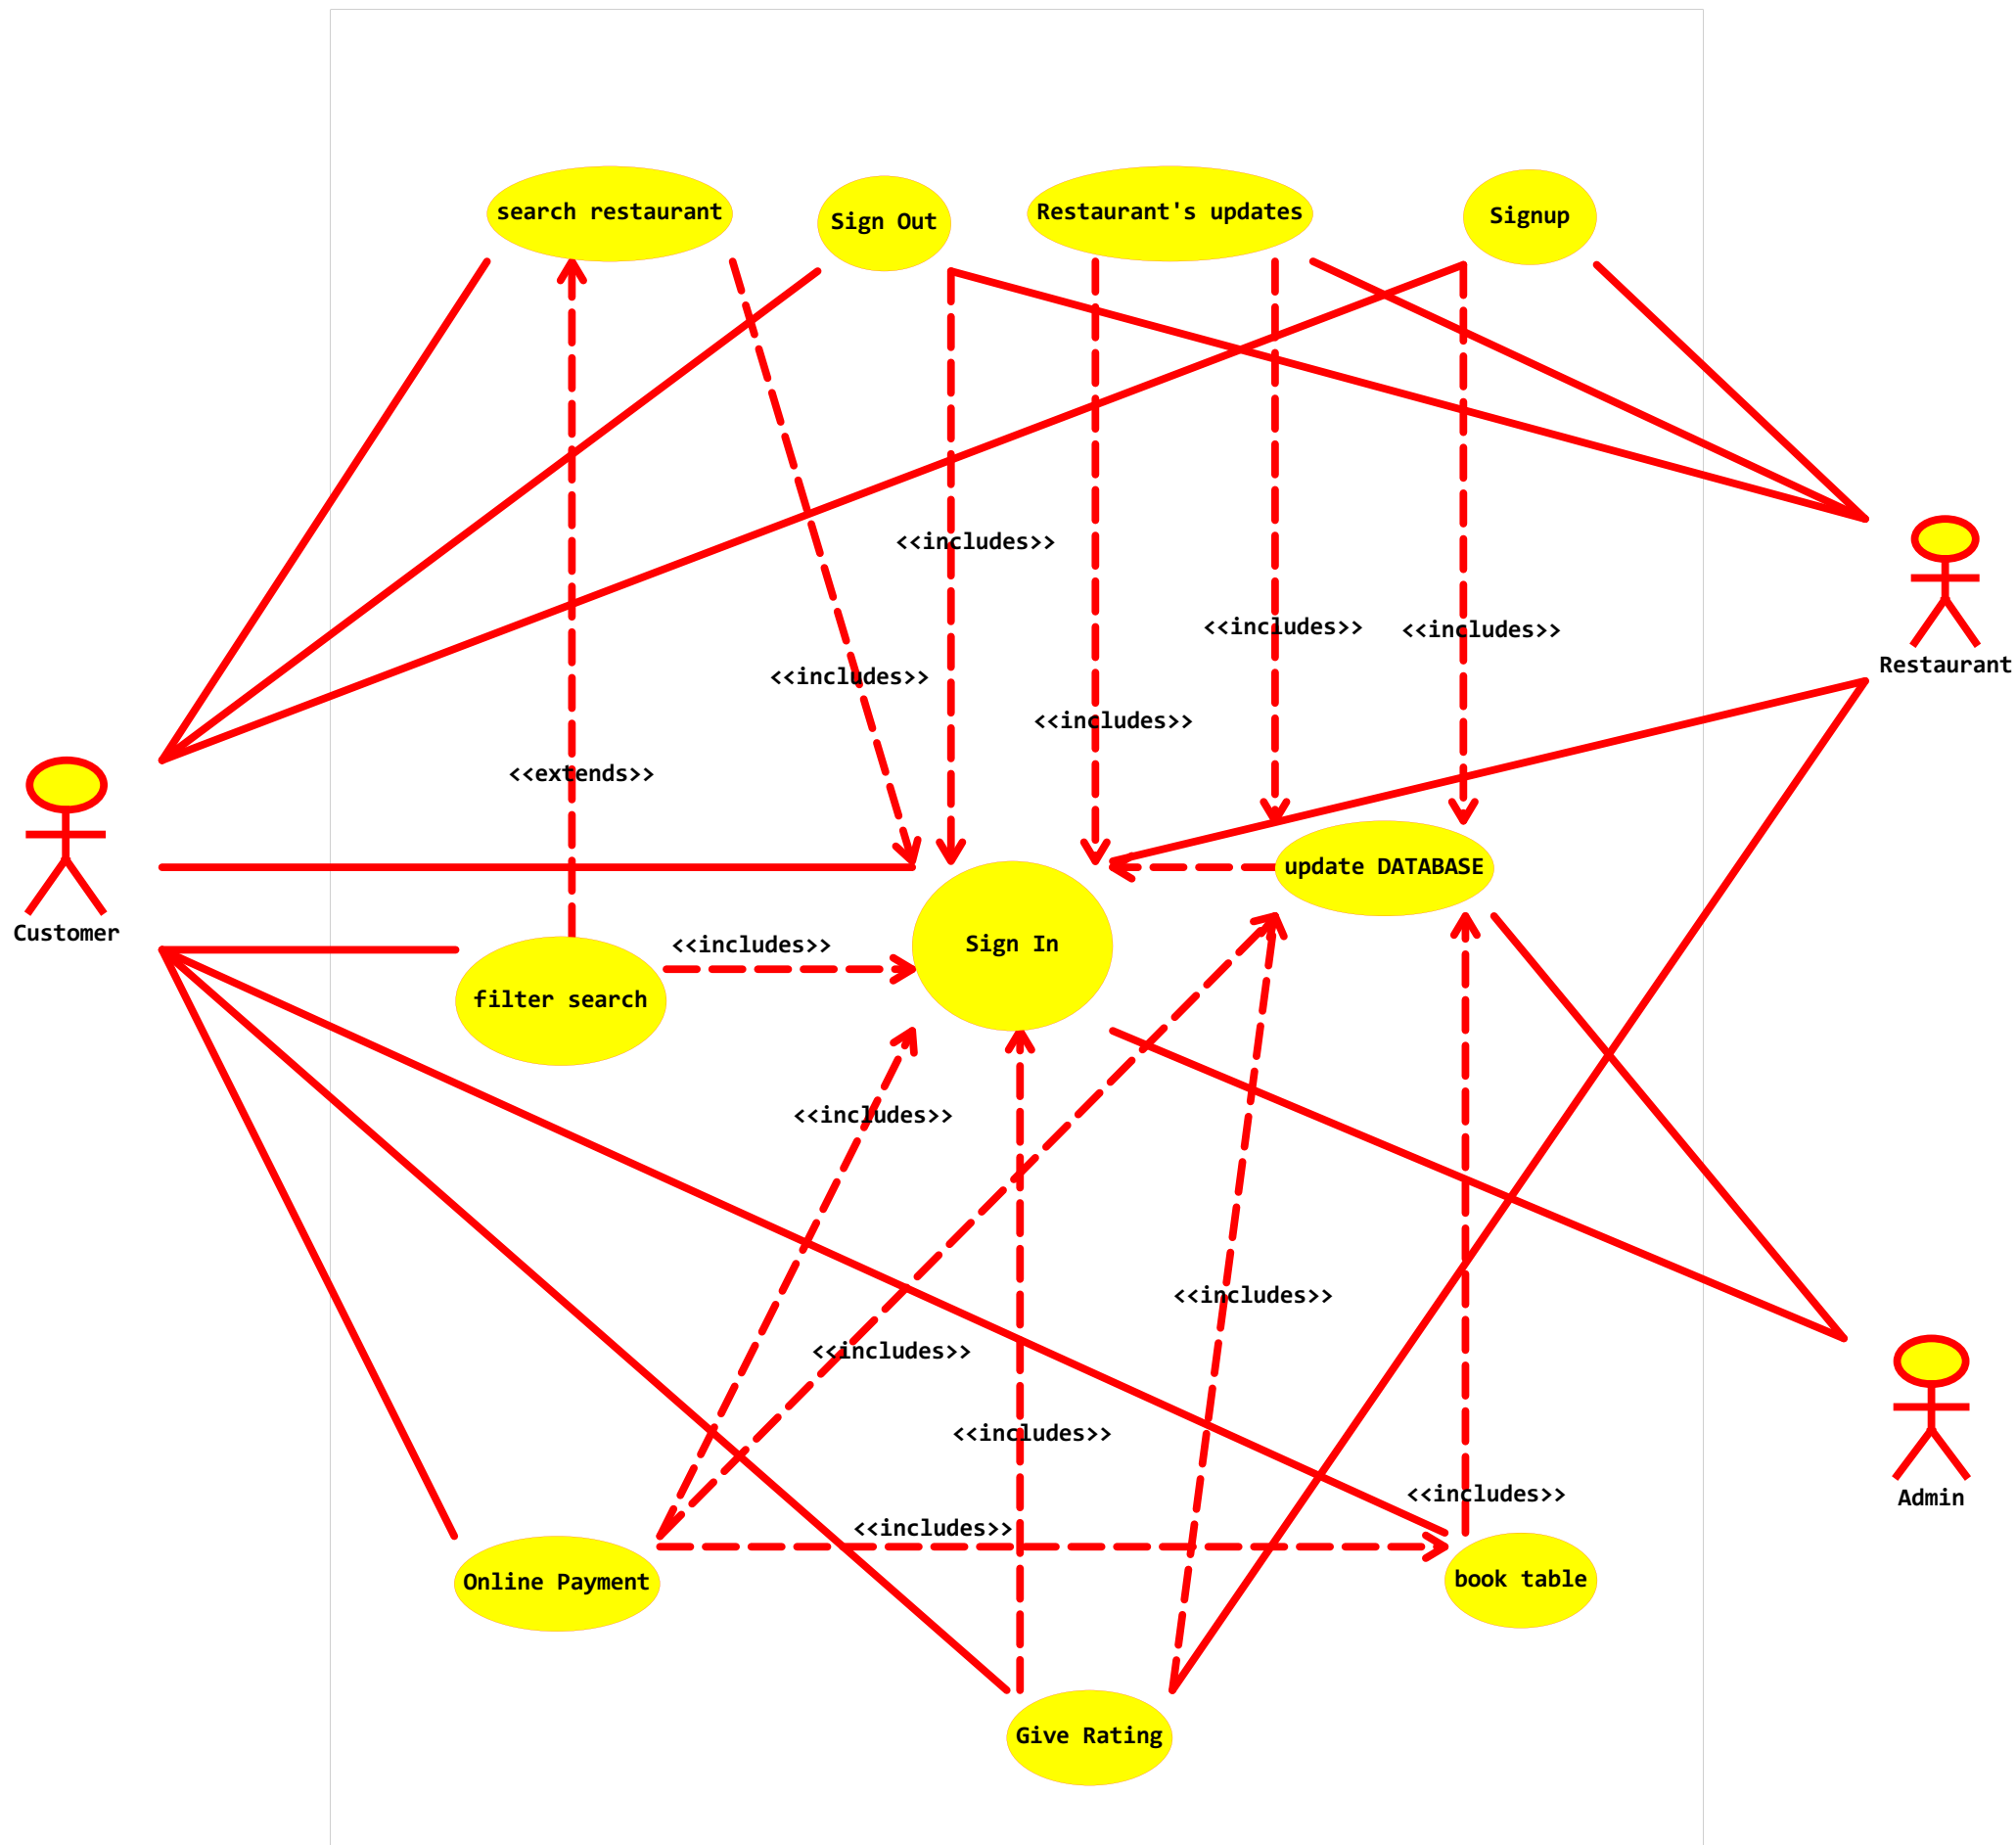 search restaurant
Sign Out
Restaurant's updates
Signup
<<includes>>
<<includes>>
<<includes>>
Restaurant
<<includes>>
<<includes>>
<<extends>>
update DATABASE
Customer
<<includes>>
Sign In
filter search
<<includes>>
<<includes>>
<<includes>>
<<includes>>
<<includes>>
Admin
<<includes>>
Online Payment
book table
Give Rating